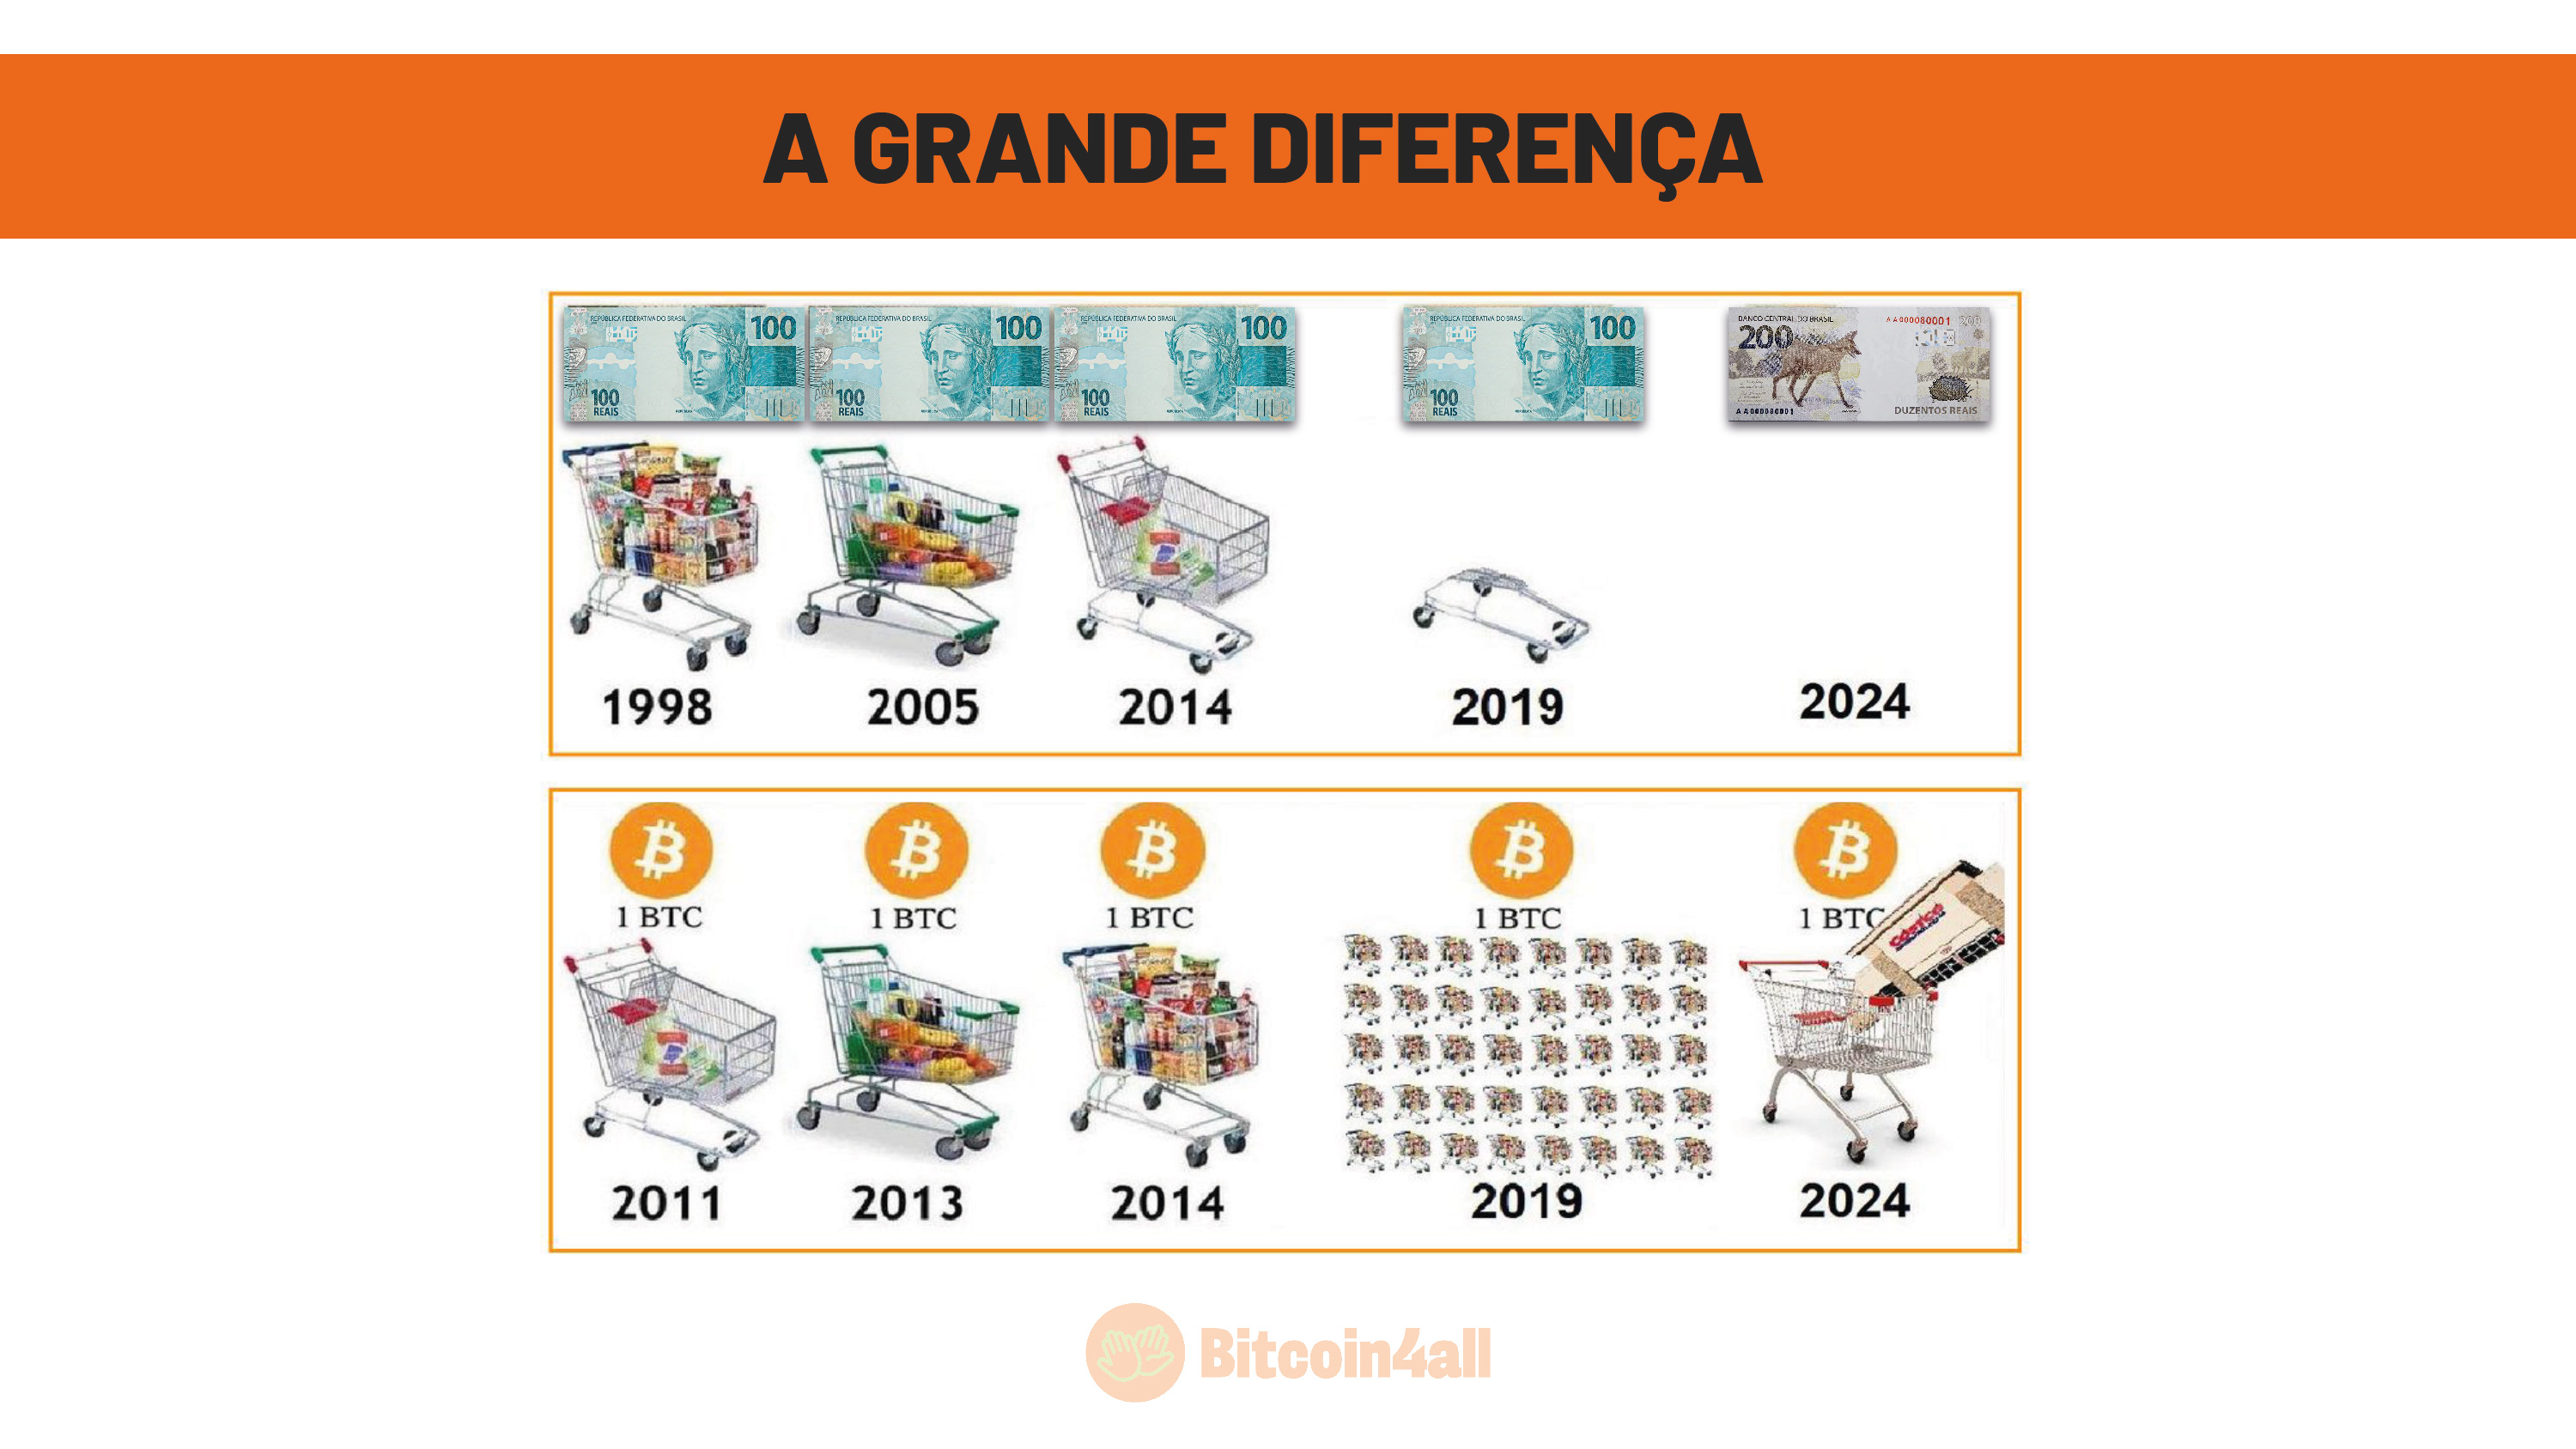 A GRANDE DIFERENÇA
REPÚBLICA FEDERATIVA DO BRASIL 100
100
REAIS
REPÚBLICA FEDERATIVA DO BRASIL 100
100
REAIS
REPÚBLICA FEDERATIVA DO BRASIL 100
100
REAIS
REPÚBLICA FEDERATIVA DO BRASIL 100
100
REAIS
BANCO CENTRAL DO BRASIL
AA000080001 200
200
AA000080001
DUZENTOS REAIS
1998
2005
2014
2019
2024
1 BTC
1 BTC
1 BTC
1 BTC
1 BTC
2011
2013
2014
2019
2024
Bitcoin4all